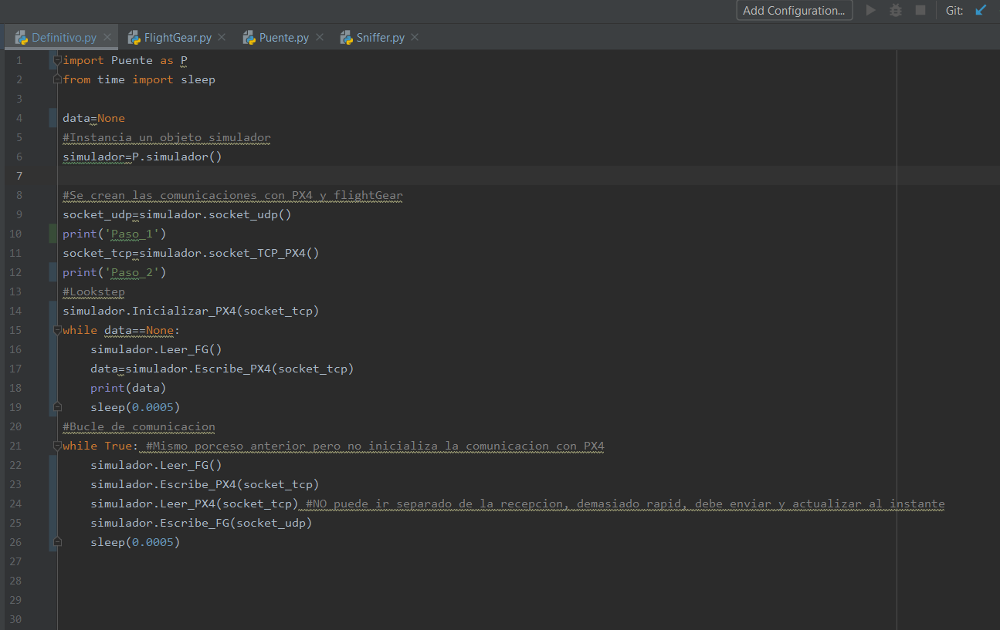 Add Configuration...
Git:
Definitivo.py
FlightGear.py
Puente.py
Sniffer.py
1 import Puente as P
2 from time import sleep
3
4 data=None
5 #Instancia un objeto simulador
6 simulador=P.simulador()
7
8 #Se crean las comunicaciones con PX4 y flightGear
9 socket_udp=simulador.socket_udp()
10 print('Paso_1')
11 socket_tcp=simulador.socket_TCP_PX4()
12 print('Paso_2')
13 #Lookstep
14 simulador.Inicializar_PX4(socket_tcp)
15 while data==None:
16     simulador.Leer_FG()
17     data=simulador.Escribe_PX4(socket_tcp)
18     print(data)
19     sleep(0.0005)
20 #Bucle de comunicacion
21 while True: #Mismo porceso anterior pero no inicializa la comunicacion con PX4
22     simulador.Leer_FG()
23     simulador.Escribe_PX4(socket_tcp)
24     simulador.Leer_PX4(socket_tcp) #NO puede ir separado de la recepcion, demasiado rapid, debe enviar y actualizar al instante
25     simulador.Escribe_FG(socket_udp)
26     sleep(0.0005)
27
28
29
30